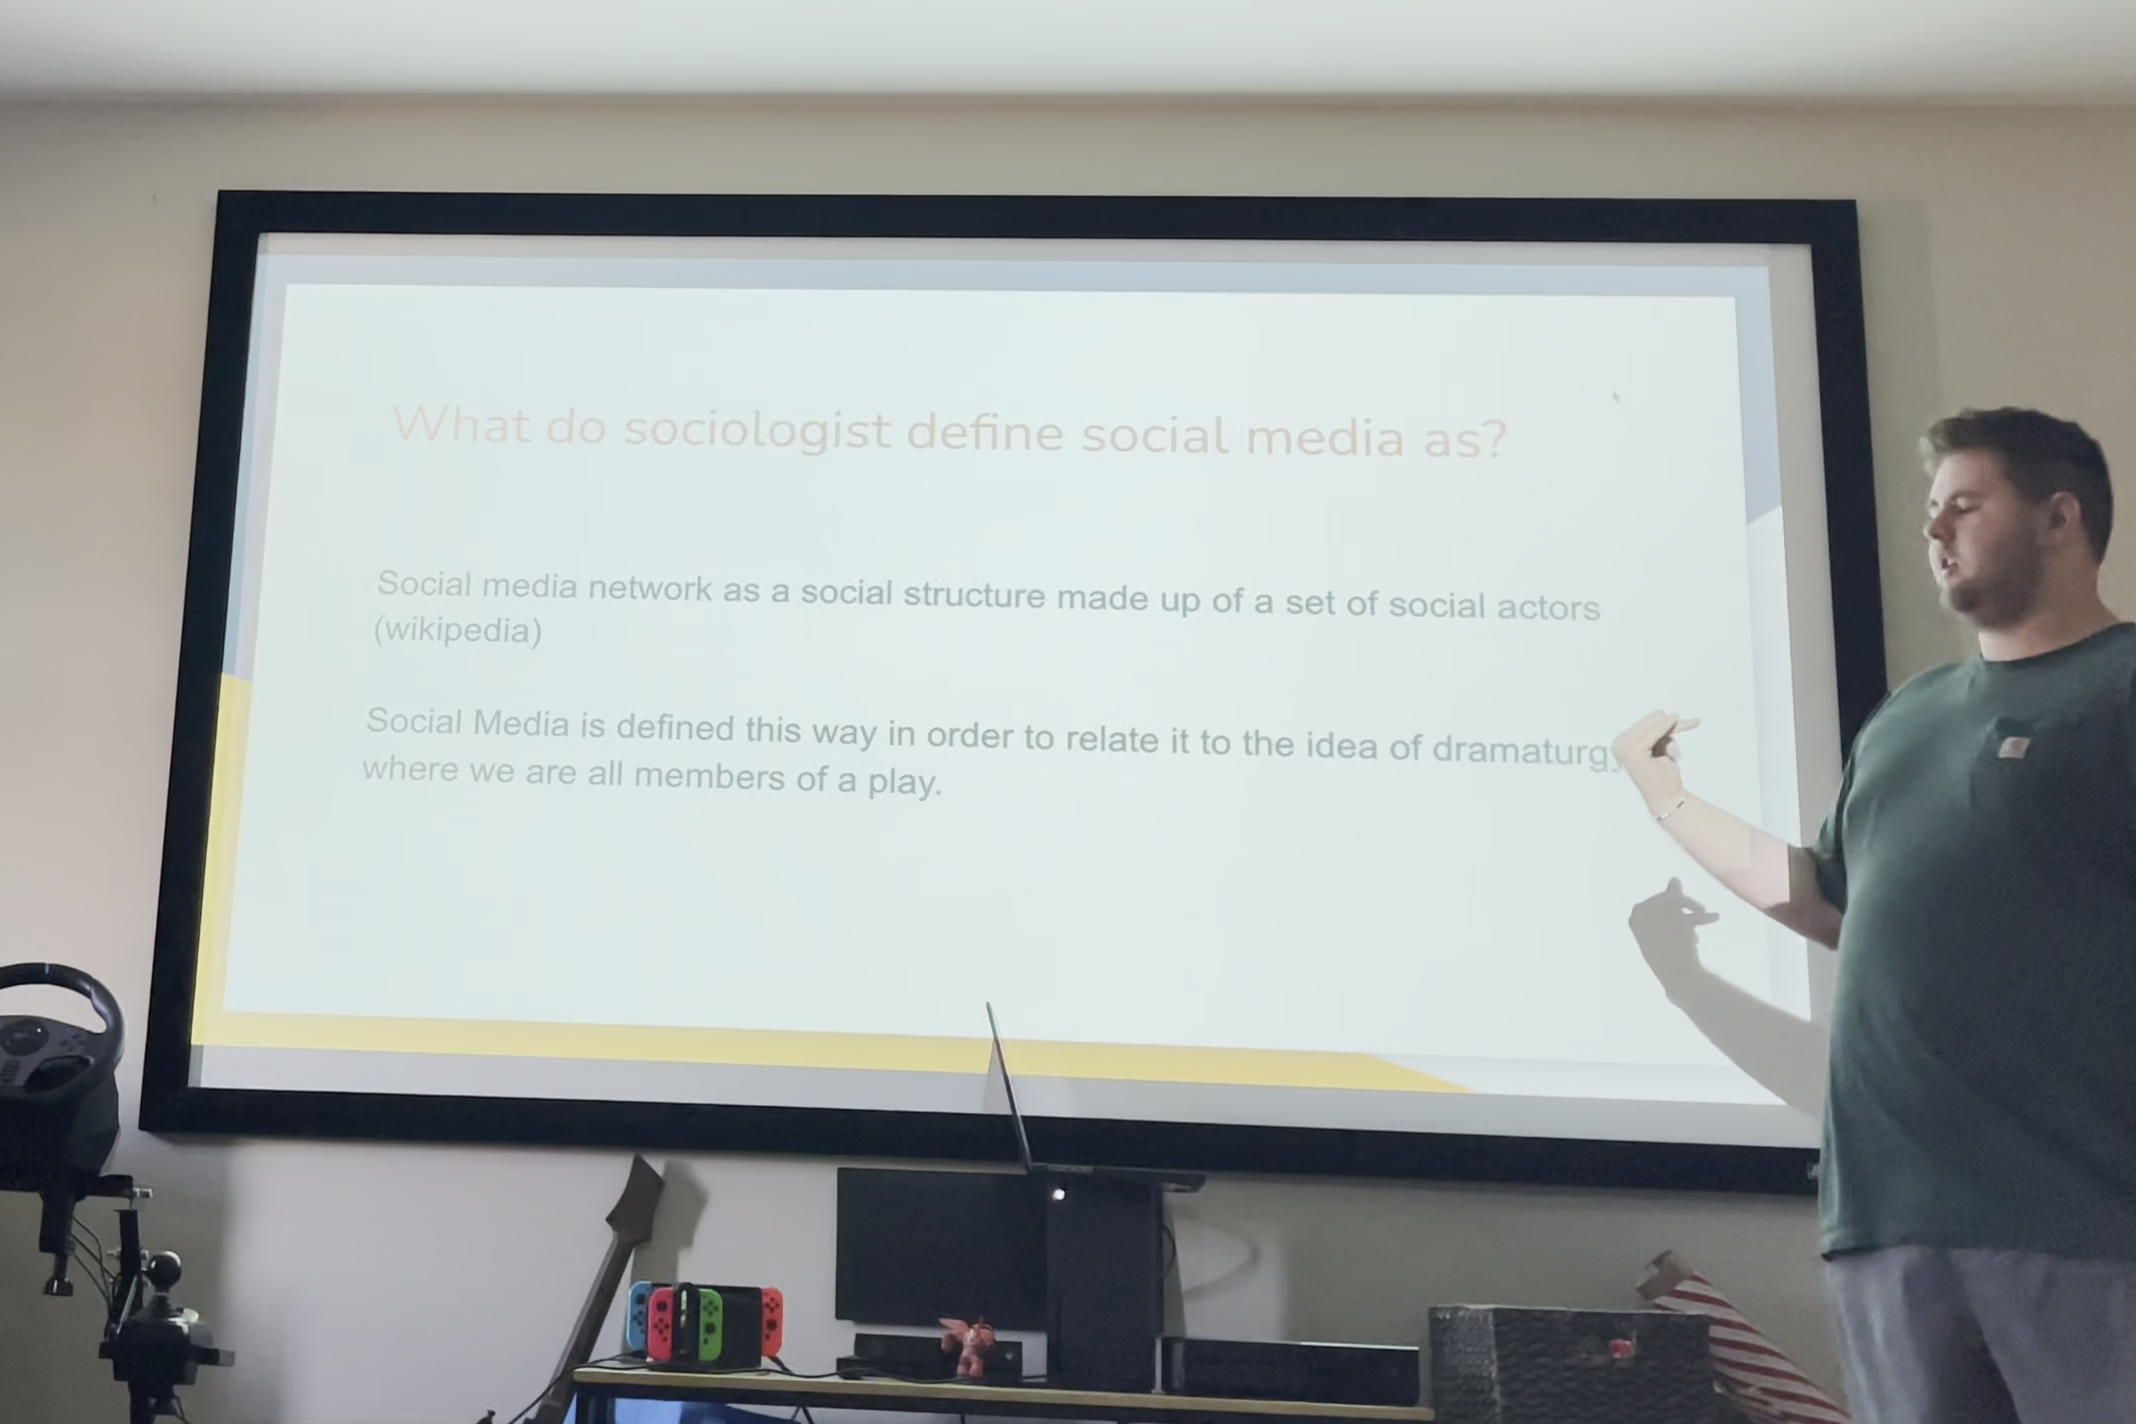 What do sociologist define social media as?
Social media network as a social structure made up of a set of social actors
(wikipedia)
Social Media is defined this way in order to relate it to the idea of dramaturgy
where we are all members of a play.